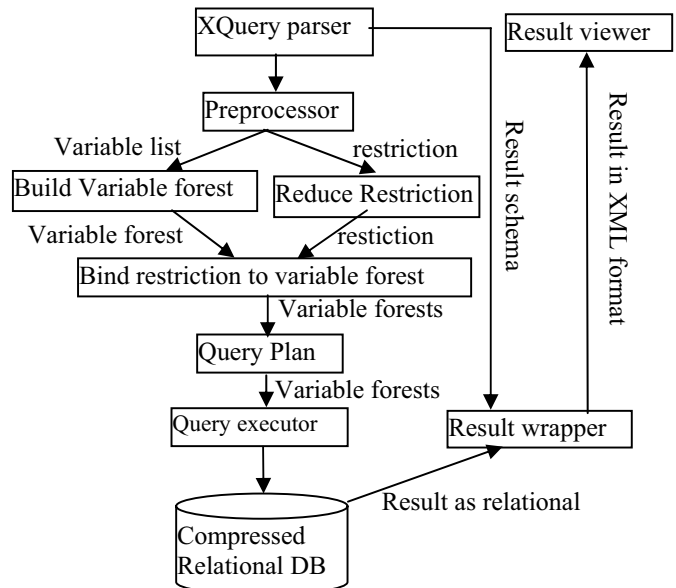 XQuery parser
Result viewer
Preprocessor
Variable list
restriction
Build Variable forest
Reduce Restriction
Variable forest
restiction
Bind restriction to variable forest
Variable forests
Query Plan
Variable forests
Query executor
Result wrapper
Result schema
Result in XML format
Result as relational
Compressed
Relational DB